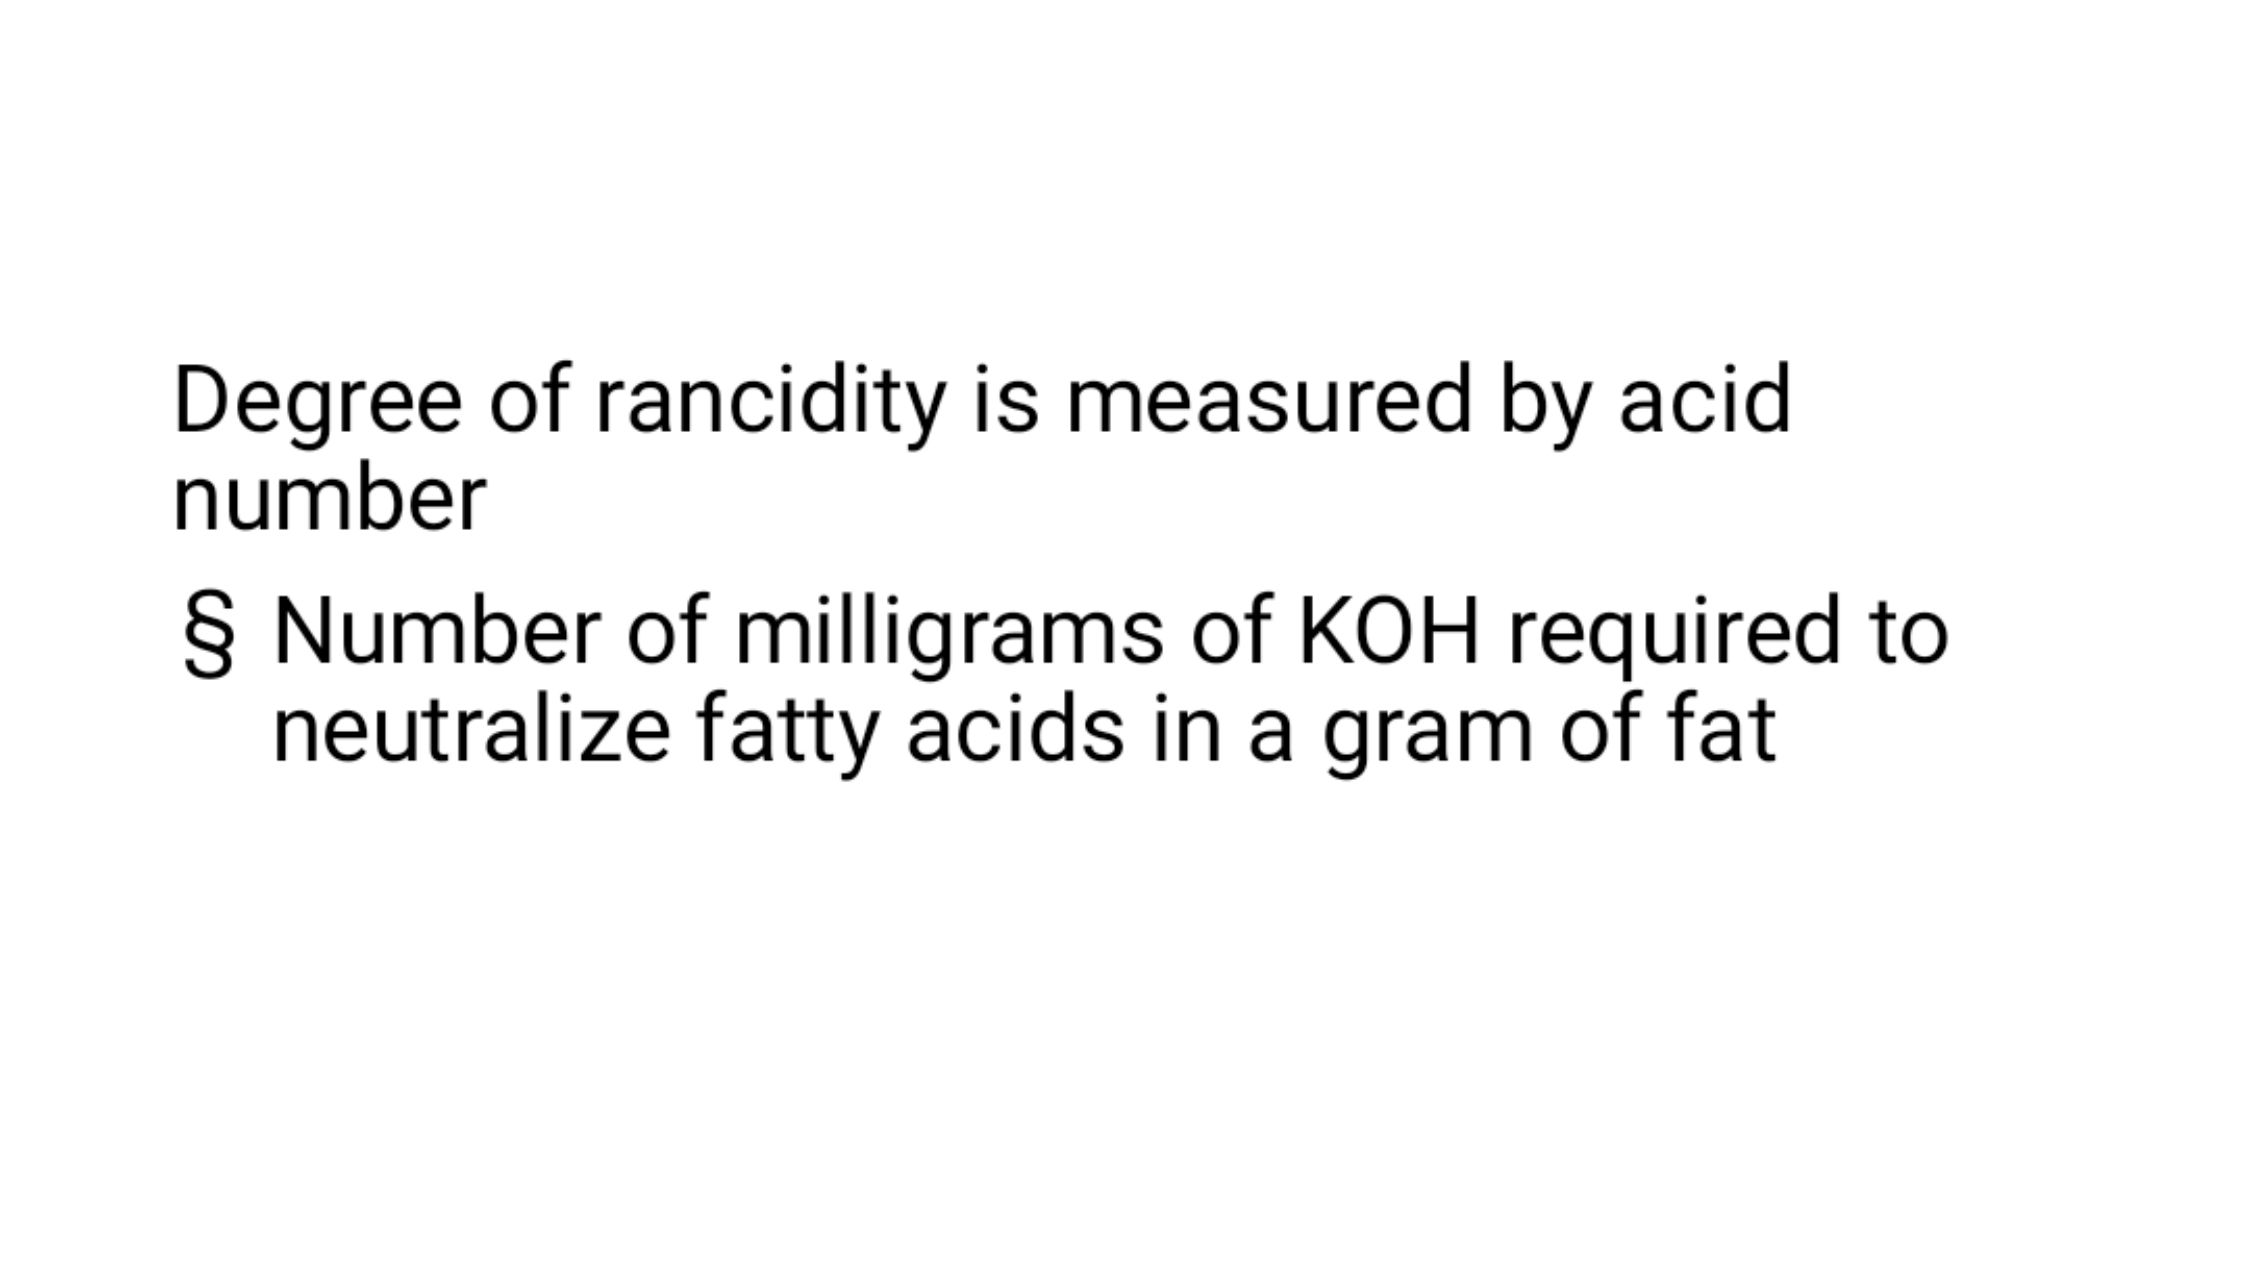 Degree of rancidity is measured by acid
number
§ Number of milligrams of KOH required to
neutralize fatty acids in a gram of fat